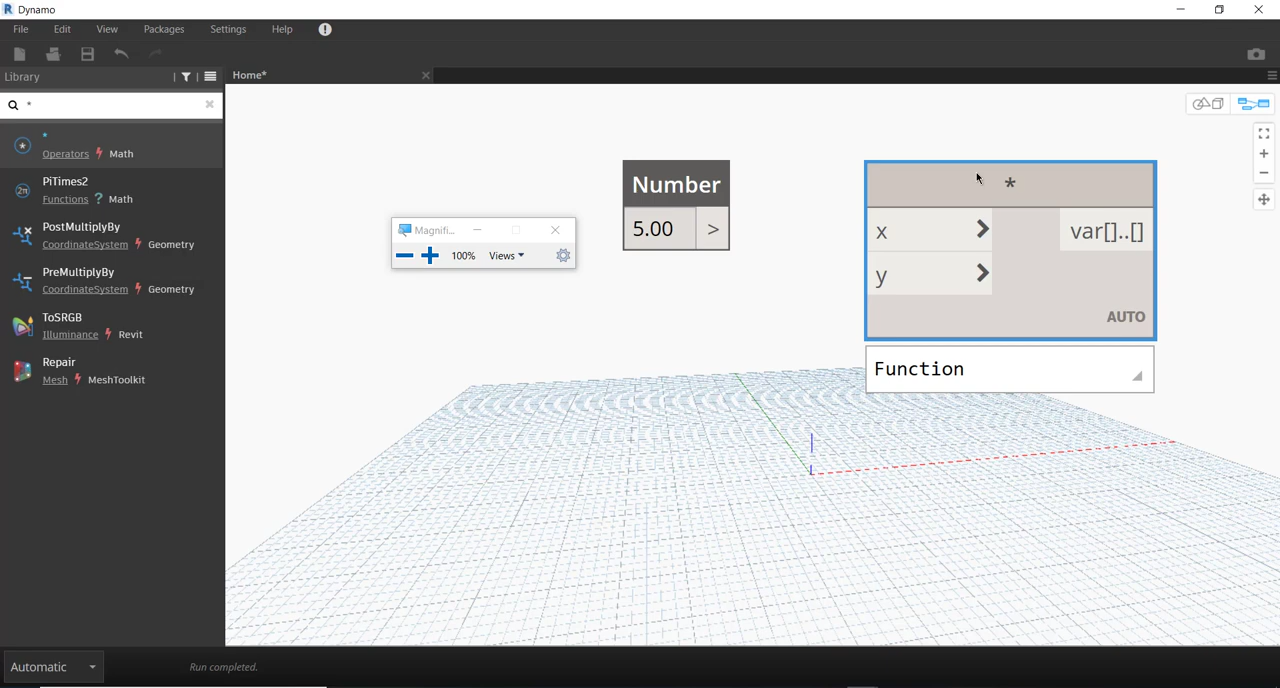 Dynamo
File Edit View Packages Settings Help
Library
Home*
*
*
Operators Math
PiTimes2
Functions ? Math
PostMultiplyBy
CoordinateSystem Geometry
PreMultiplyBy
CoordinateSystem Geometry
ToSRGB
Illuminance Revit
Repair
Mesh MeshToolkit
Magnifi...
100% Views
Number
5.00 >
*
x > var[]..[]
y >
AUTO
Function
Automatic
Run completed.